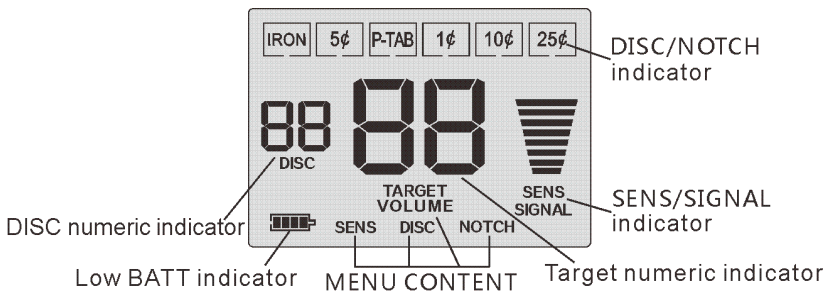 IRON 5¢ P-TAB 1¢ 10¢ 25¢
DISC/NOTCH
indicator
88
DISC
88
TARGET
VOLUME
SENS
SIGNAL
SENS DISC NOTCH
DISC numeric indicator
SENS/SIGNAL
indicator
Low BATT indicator
MENU CONTENT
Target numeric indicator